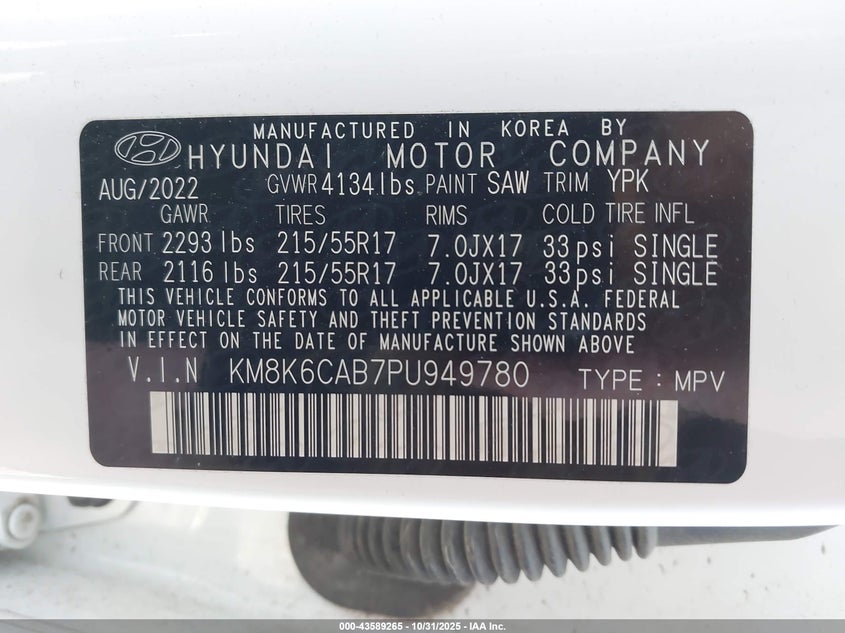 MANUFACTURED IN KOREA BY
HYUNDAI MOTOR COMPANY
AUG/2022 GVWR 4134lbs PAINT SAW TRIM YPK
GAWR TIRES RIMS COLD TIRE INFL
FRONT 2293 lbs 215/55R17 7.0JX17 33psi SINGLE
REAR 2116 lbs 215/55R17 7.0JX17 33psi SINGLE
THIS VEHICLE CONFORMS TO ALL APPLICABLE U.S.A. FEDERAL
MOTOR VEHICLE SAFETY AND THEFT PREVENTION STANDARDS
IN EFFECT ON THE DATE OF MANUFACTURE SHOWN ABOVE
V.I.N KM8K6CAB7PU949780 TYPE : MPV
000-43589265 - 10/31/2025 - IAA Inc.